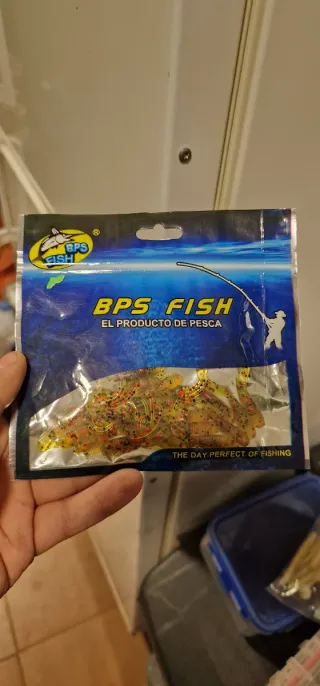 BPS
FISH
®
BPS FISH
EL PRODUCTO DE PESCA
THE DAY PERFECT OF FISHING